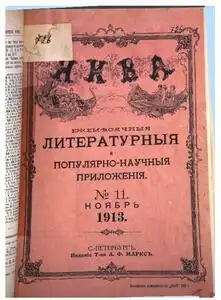 НИВА
ЕЖЕМѢСЯЧНЫЯ
ЛИТЕРАТУРНЫЯ
И
ПОПУЛЯРНО-НАУЧНЫЯ
ПРИЛОЖЕНІЯ.
№ 11.
НОЯБРЬ
1913.
С.-ПЕТЕРБУРГЪ.
Изданіе Т-ва А. Ф. МАРКСЪ.